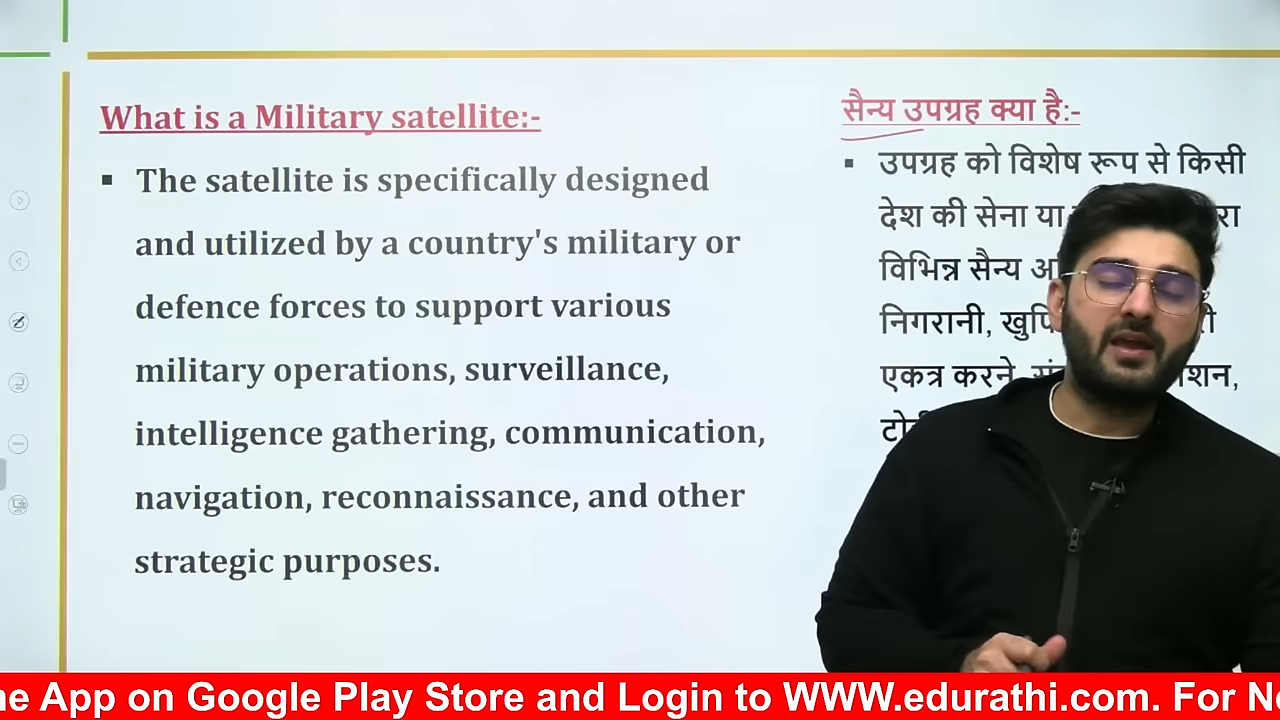 What is a Military satellite:-
The satellite is specifically designed
and utilized by a country's military or
defence forces to support various
military operations, surveillance,
intelligence gathering, communication,
navigation, reconnaissance, and other
strategic purposes.
सैन्य उपग्रह क्या है:-
उपग्रह को विशेष रूप से किसी
देश की सेना या
विभिन्न सैन्य
निगरानी,
एकत्र करने,
App on Google Play Store and Login to WWW.edurathi.com. For